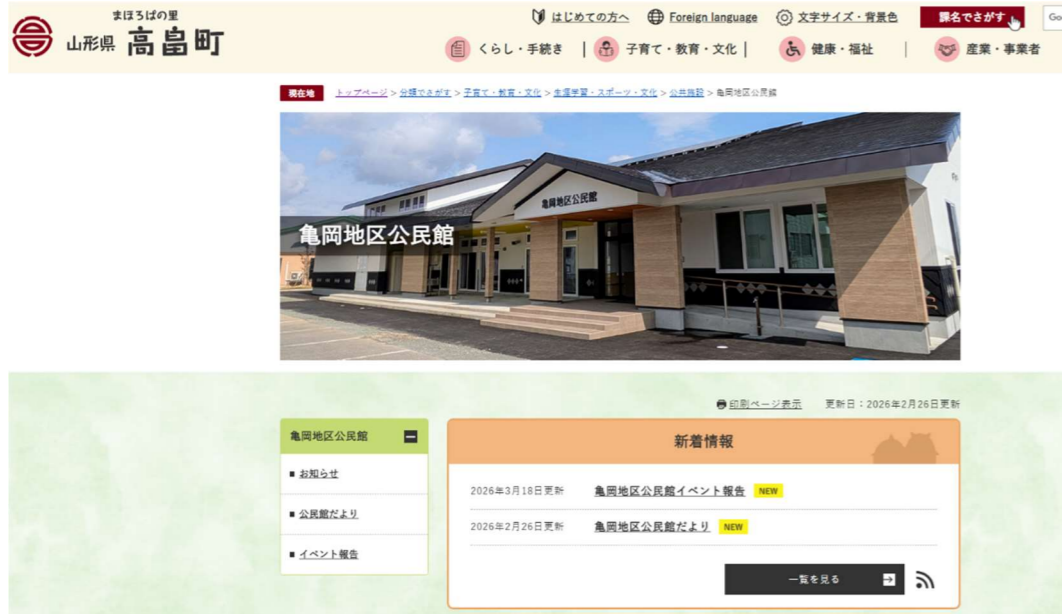 まほろばの里
山形県 高畠町
はじめての方へ Foreign language 文字サイズ・背景色 課名でさがす Go
くらし・手続き | 子育て・教育・文化 | 健康・福祉 | 産業・事業者
現在地 トップページ > 分類でさがす > 子育て・教育・文化 > 生涯学習・スポーツ・文化 > 公共施設 > 亀岡地区公民館
亀岡地区公民館
亀岡地区公民館
印刷ページ表示 更新日:2026年2月26日更新
亀岡地区公民館
お知らせ
公民館だより
イベント報告
新着情報
2026年3月18日更新 亀岡地区公民館イベント報告 NEW
2026年2月26日更新 亀岡地区公民館だより NEW
一覧を見る